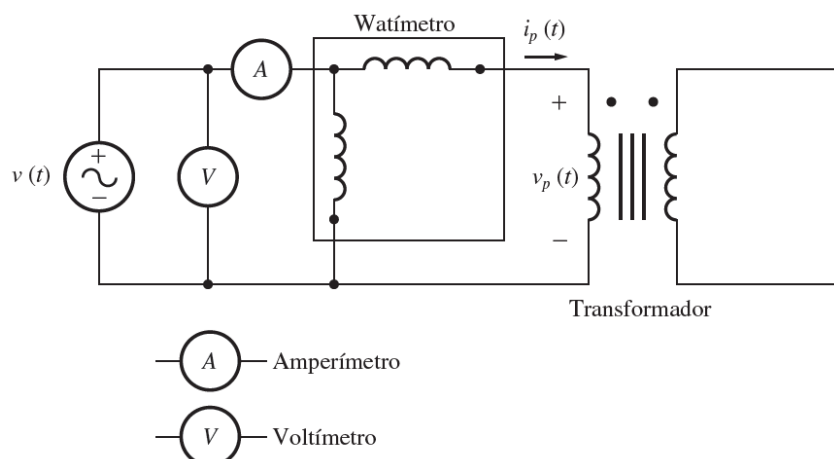 Watímetro
i_p (t)
A
+
v (t)
+
−
V
v_p (t)
−
Transformador
A
Amperímetro
V
Voltímetro